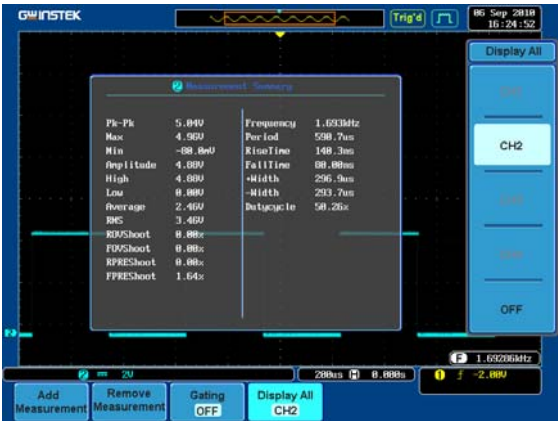 GWINSTEK
Trig'd
06 Sep 2010
16:24:52
Display All
2 Measurement Summary
Pk-Pk 5.04V
Max 4.96V
Min -80.0mV
Amplitude 4.88V
High 4.88V
Low 0.00V
Average 2.46V
RMS 3.46V
ROVShoot 0.00%
FOVShoot 0.00%
RPREShoot 0.00%
FPREShoot 1.64%
Frequency 1.693kHz
Period 590.7us
RiseTime
FallTime 80.00ns
+Width 296.9us
-Width 293.7us
Dutycycle 50.26%
CH2
OFF
2
F 1.69286kHz
2 2V
200us H 0.000s
1 -2.00V
Add Measurement
Remove Measurement
Gating OFF
Display All CH2